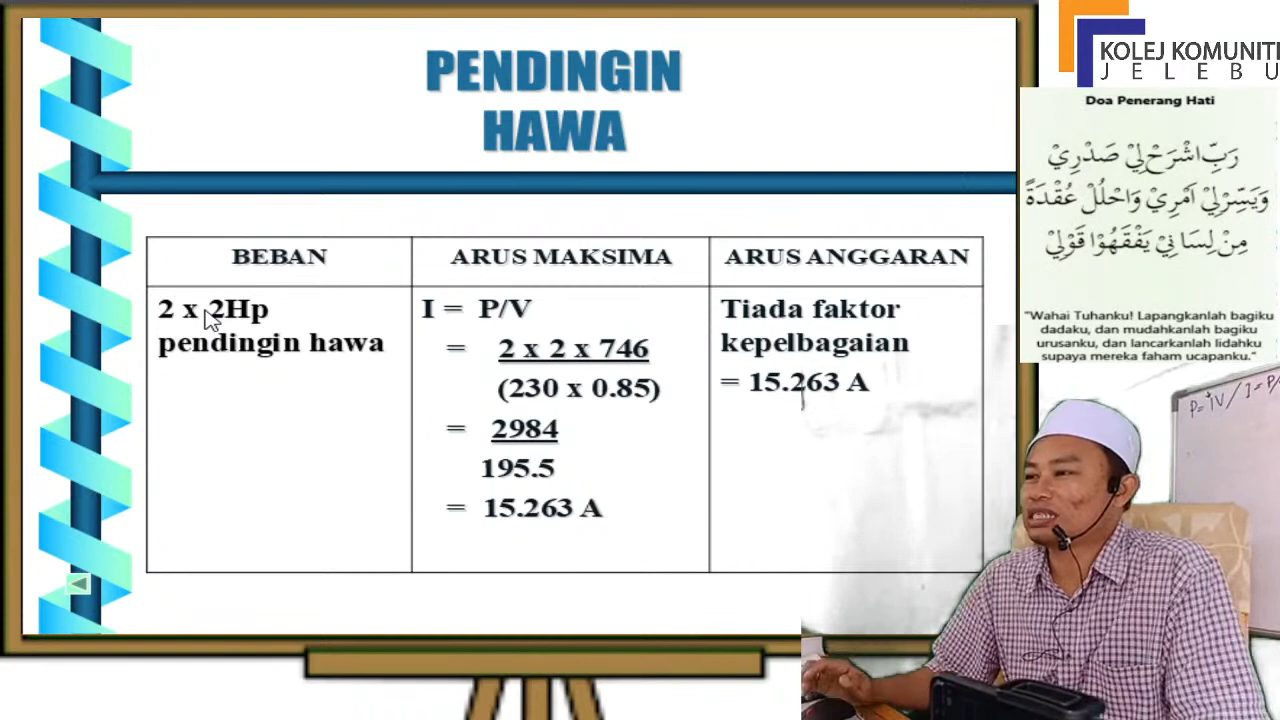 PENDINGIN
HAWA
BEBAN
ARUS MAKSIMA
ARUS ANGGARAN
2 x 2Hp
pendingin hawa
I = P/V
= 2 x 2 x 746
(230 x 0.85)
= 2984
195.5
= 15.263 A
Tiada faktor
kepelbagaian
= 15.263 A
KOLEJ KOMUNITI
JELEBU
Doa Penerang Hati
رَبِّ اشْرَحْ لِيْ صَدْرِيْ
وَيَسِّرْ لِيْ اَمْرِيْ وَاحْلُلْ عُقْدَةً
مِنْ لِسَانِيْ يَفْقَهُوْا قَوْلِيْ
"Wahai Tuhanku! Lapangkanlah bagiku
dadaku, dan mudahkanlah bagiku
urusanku, dan lancarkanlah lidahku
supaya mereka faham ucapanku."
P=IV / I = P/